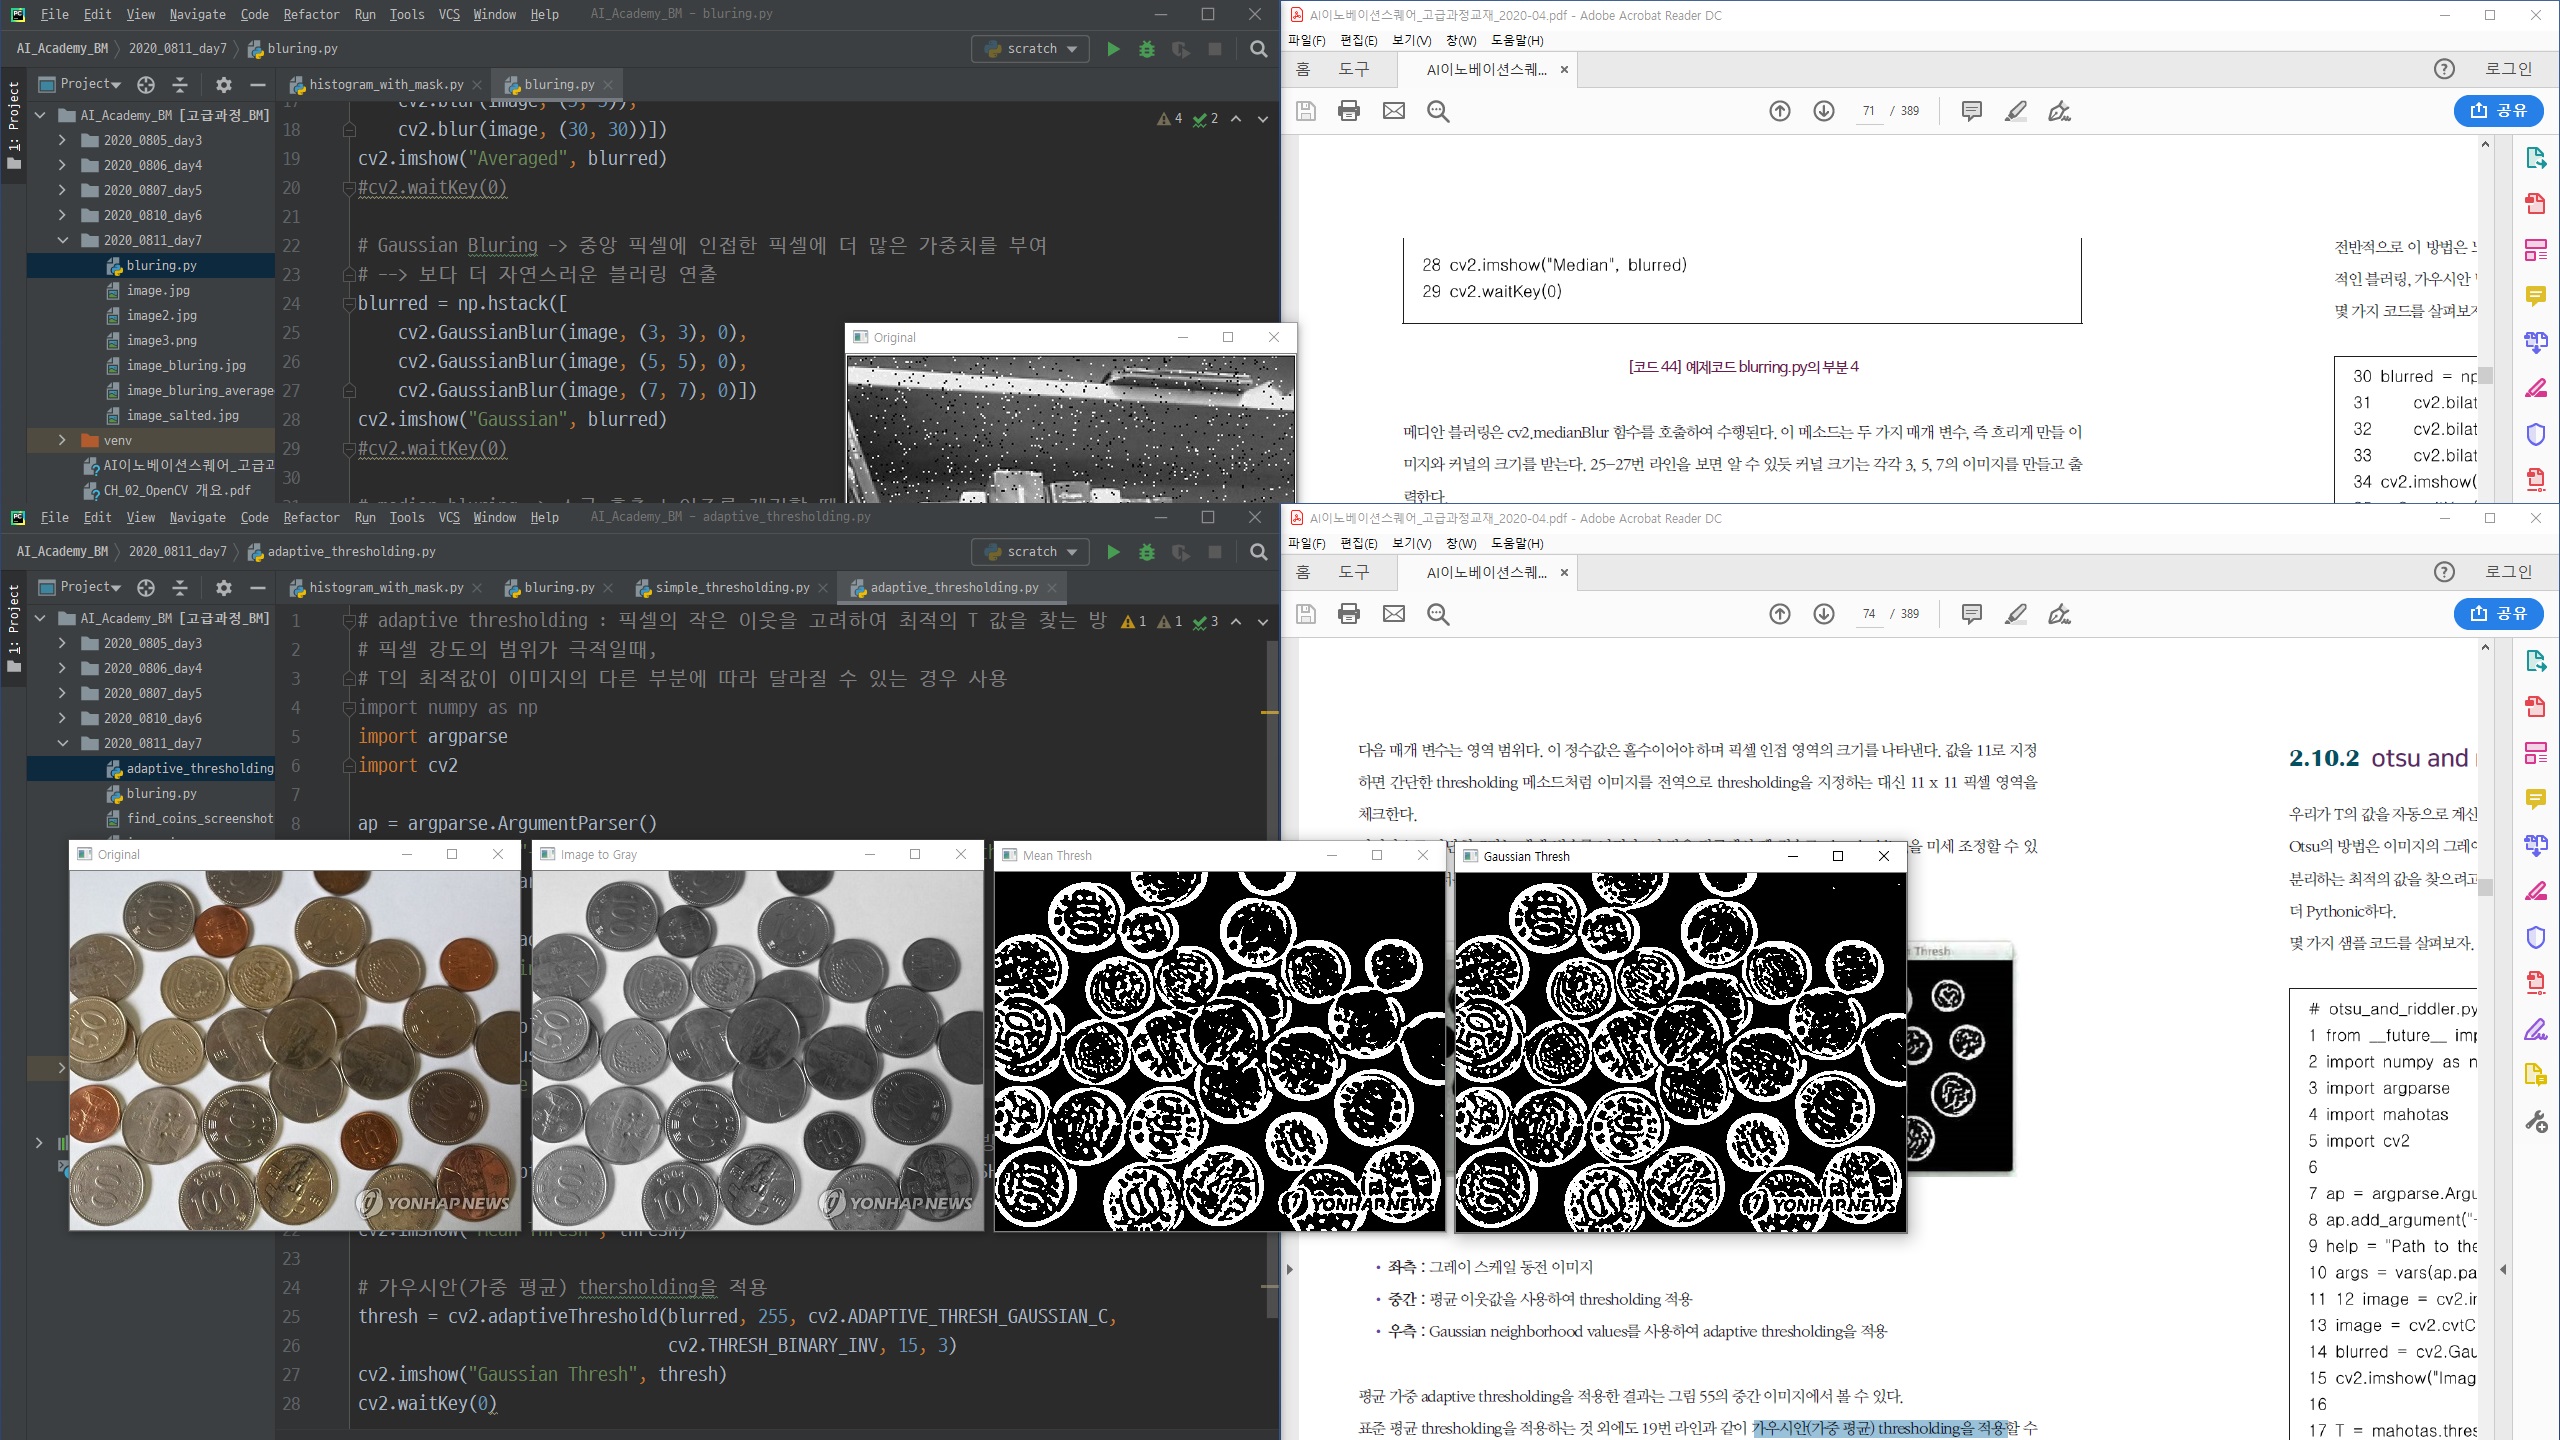 File Edit View Navigate Code Refactor Run Tools VCS Window Help AI_Academy_BM - bluring.py
AI_Academy_BM 2020_0811_day7 bluring.py scratch
Project histogram_with_mask.py bluring.py
1: Project
AI_Academy_BM [고급과정_BM]
2020_0805_day3
2020_0806_day4
2020_0807_day5
2020_0810_day6
2020_0811_day7
bluring.py
image.jpg
image2.jpg
image3.png
image_bluring.jpg
image_bluring_average
image_salted.jpg
venv
AI이노베이션스퀘어_고급과
CH_02_OpenCV 개요.pdf
4 2
18 cv2.blur(image, (30, 30))])
19 cv2.imshow("Averaged", blurred)
20 #cv2.waitKey(0)
21
22 # Gaussian Bluring -> 중앙 픽셀에 인접한 픽셀에 더 많은 가중치를 부여
23 # --> 보다 더 자연스러운 블러링 연출
24 blurred = np.hstack([
25 cv2.GaussianBlur(image, (3, 3), 0),
26 cv2.GaussianBlur(image, (5, 5), 0),
27 cv2.GaussianBlur(image, (7, 7), 0)])
28 cv2.imshow("Gaussian", blurred)
29 #cv2.waitKey(0)
30
Original
AI이노베이션스퀘어_고급과정교재_2020-04.pdf - Adobe Acrobat Reader DC
파일(F) 편집(E) 보기(V) 창(W) 도움말(H)
홈 도구 AI이노베이션스퀘... × 로그인
71 / 389 공유
28 cv2.imshow("Median", blurred)
29 cv2.waitKey(0)
[코드 44] 예제코드 blurring.py의 부분 4
메디안 블러링은 cv2.medianBlur 함수를 호출하여 수행된다. 이 메소드는 두 가지 매개 변수, 즉 흐리게 만들 이
미지와 커널의 크기를 받는다. 25-27번 라인을 보면 알 수 있듯 커널 크기는 각각 3, 5, 7의 이미지를 만들고 출
력한다.
전반적으로 이 방법은
적인 블러링, 가우시안
몇 가지 코드를 살펴보
30 blurred = np
31 cv2.bilat
32 cv2.bilat
33 cv2.bilat
34 cv2.imshow(
File Edit View Navigate Code Refactor Run Tools VCS Window Help AI_Academy_BM - adaptive_thresholding.py
AI_Academy_BM 2020_0811_day7 adaptive_thresholding.py scratch
Project histogram_with_mask.py bluring.py simple_thresholding.py adaptive_thresholding.py
1: Project
AI_Academy_BM [고급과정_BM]
2020_0805_day3
2020_0806_day4
2020_0807_day5
2020_0810_day6
2020_0811_day7
adaptive_thresholding
bluring.py
find_coins_screenshot
1 # adaptive thresholding : 픽셀의 작은 이웃을 고려하여 최적의 T 값을 찾는 방 1 1 3
2 # 픽셀 강도의 범위가 극적일때,
3 # T의 최적값이 이미지의 다른 부분에 따라 달라질 수 있는 경우 사용
4 import numpy as np
5 import argparse
6 import cv2
7
8 ap = argparse.ArgumentParser()
Original
Image to Gray
Mean Thresh
Gaussian Thresh
100
50
10
100
YONHAPNEWS
YONHAPNEWS
YONHAPNEWS
YONHAPNEWS
23
24 # 가우시안(가중 평균) thersholding을 적용
25 thresh = cv2.adaptiveThreshold(blurred, 255, cv2.ADAPTIVE_THRESH_GAUSSIAN_C,
26 cv2.THRESH_BINARY_INV, 15, 3)
27 cv2.imshow("Gaussian Thresh", thresh)
28 cv2.waitKey(0)
AI이노베이션스퀘어_고급과정교재_2020-04.pdf - Adobe Acrobat Reader DC
파일(F) 편집(E) 보기(V) 창(W) 도움말(H)
홈 도구 AI이노베이션스퀘... × 로그인
74 / 389 공유
다음 매개 변수는 영역 범위다. 이 정수값은 홀수이어야 하며 픽셀 인접 영역의 크기를 나타낸다. 값을 11로 지정
하면 간단한 thresholding 메소드처럼 이미지를 전역으로 thresholding을 지정하는 대신 11 x 11 픽셀 영역을
체크한다.
을 미세 조정할 수 있
Thresh
• 좌측 : 그레이 스케일 동전 이미지
• 중간 : 평균 이웃값을 사용하여 thresholding 적용
• 우측 : Gaussian neighborhood values를 사용하여 adaptive thresholding을 적용
평균 가중 adaptive thresholding을 적용한 결과는 그림 55의 중간 이미지에서 볼 수 있다.
표준 평균 thresholding을 적용하는 것 외에도 19번 라인과 같이 가우시안(가중 평균) thresholding을 적용할 수
2.10.2 otsu and
우리가 T의 값을 자동으로 계산
Otsu의 방법은 이미지의 그레이
분리하는 최적의 값을 찾으려고
더 Pythonic하다.
몇 가지 샘플 코드를 살펴보자.
# otsu_and_riddler.py
1 from __future__ imp
2 import numpy as n
3 import argparse
4 import mahotas
5 import cv2
6
7 ap = argparse.Argu
8 ap.add_argument("-
9 help = "Path to the
10 args = vars(ap.pa
11 12 image = cv2.ir
13 image = cv2.cvtC
14 blurred = cv2.Gau
15 cv2.imshow("Imag
16
17 T = mahotas.thres